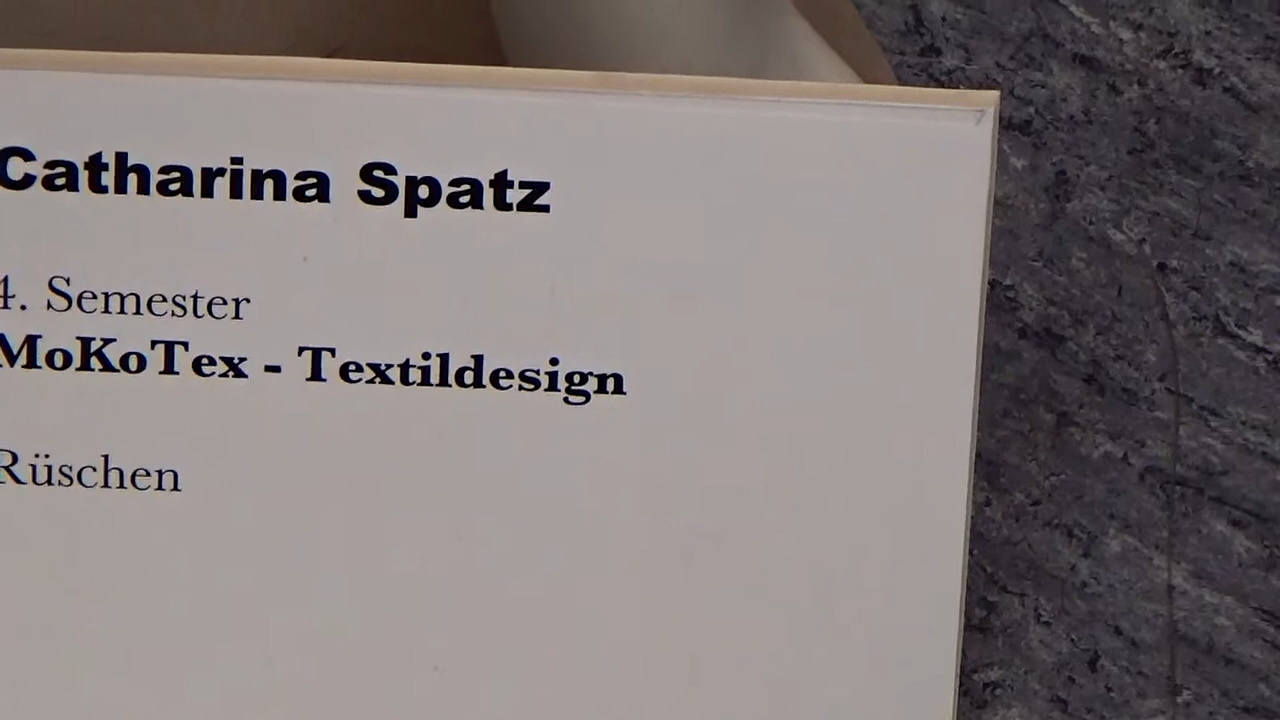 Catharina Spatz
4. Semester
MoKoTex - Textildesign
Rüschen